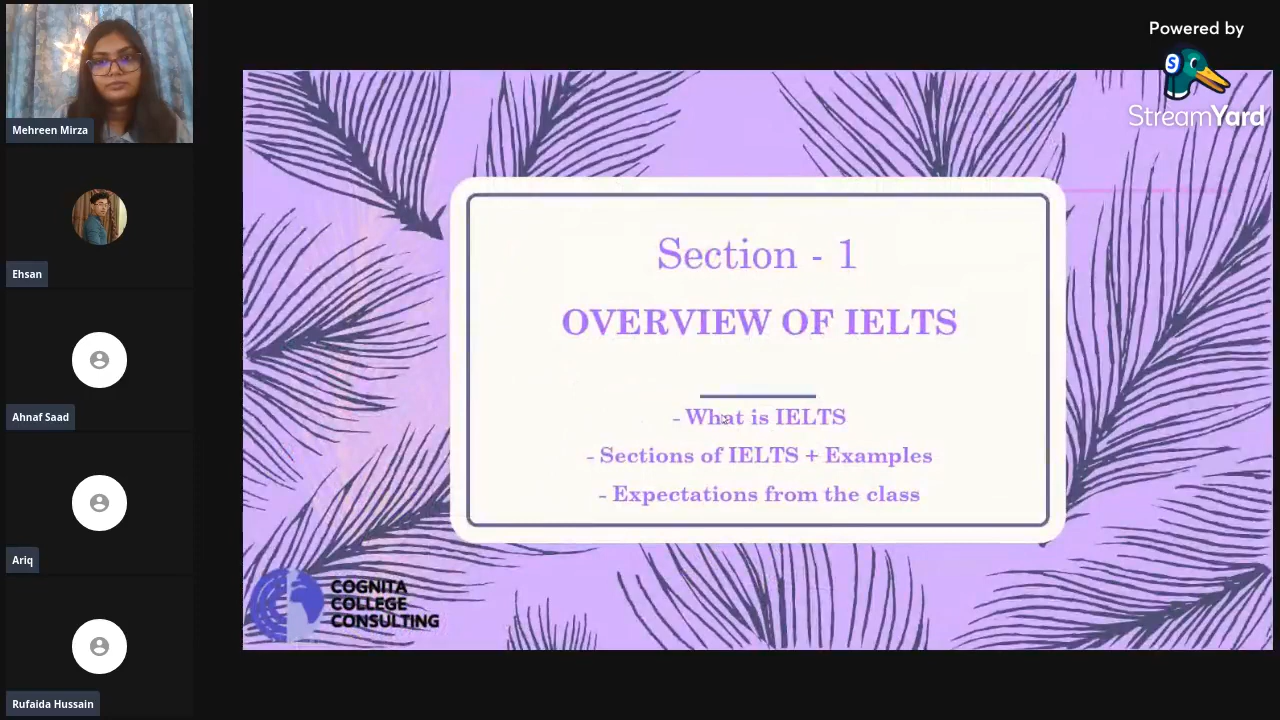 Mehreen Mirza
Ehsan
Ahnaf Saad
Ariq
Rufaida Hussain
Powered by
StreamYard
Section - 1
OVERVIEW OF IELTS
- What is IELTS
- Sections of IELTS + Examples
- Expectations from the class
COGNITA
COLLEGE
CONSULTING